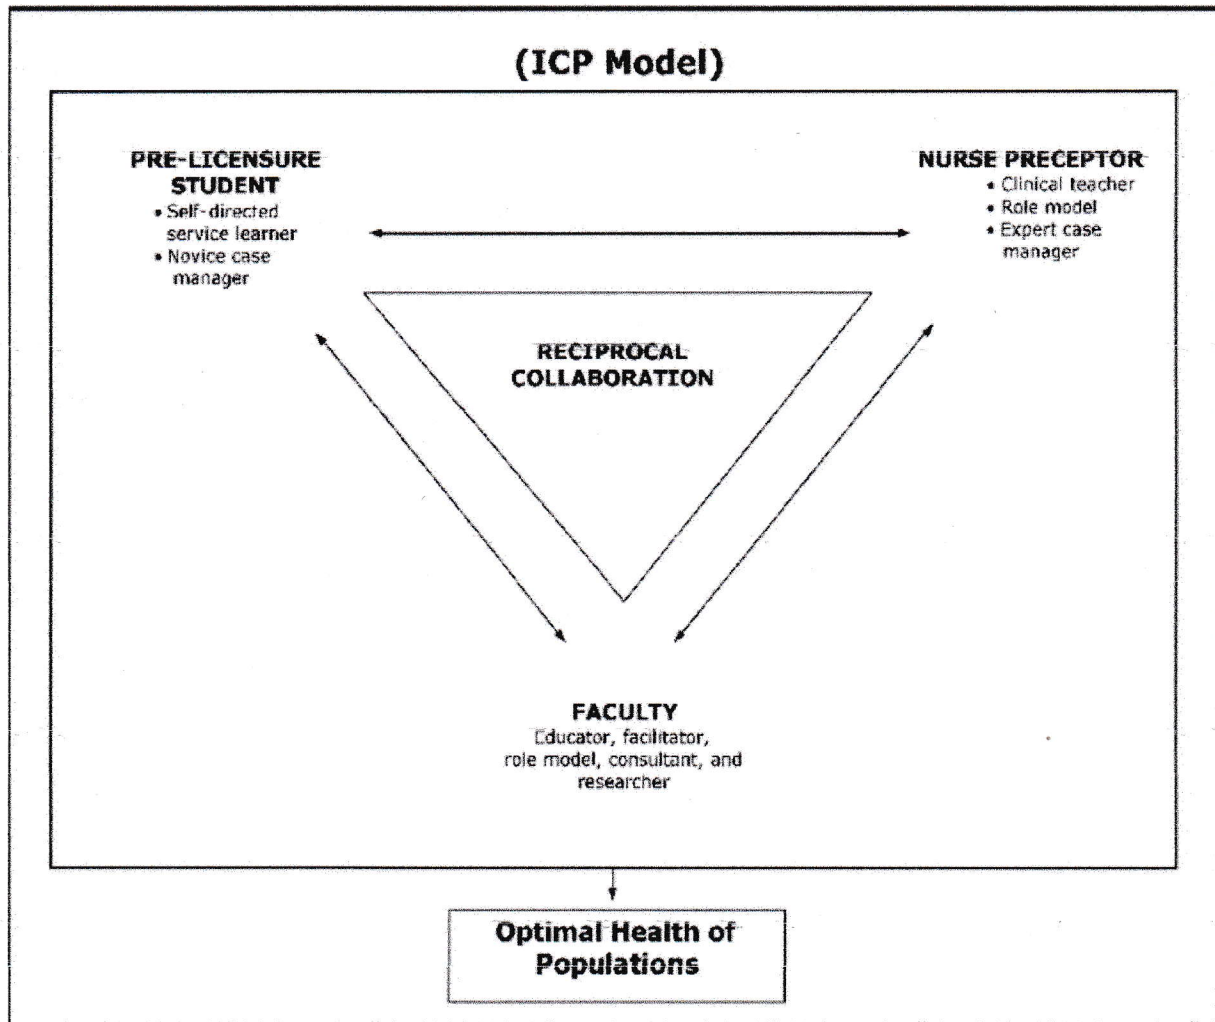 (ICP Model)
PRE-LICENSURE
STUDENT
• Self-directed
service learner
• Novice case
manager
NURSE PRECEPTOR
• Clinical teacher
• Role model
• Expert case
manager
RECIPROCAL
COLLABORATION
FACULTY
Educator, facilitator,
role model, consultant, and
researcher
Optimal Health of
Populations